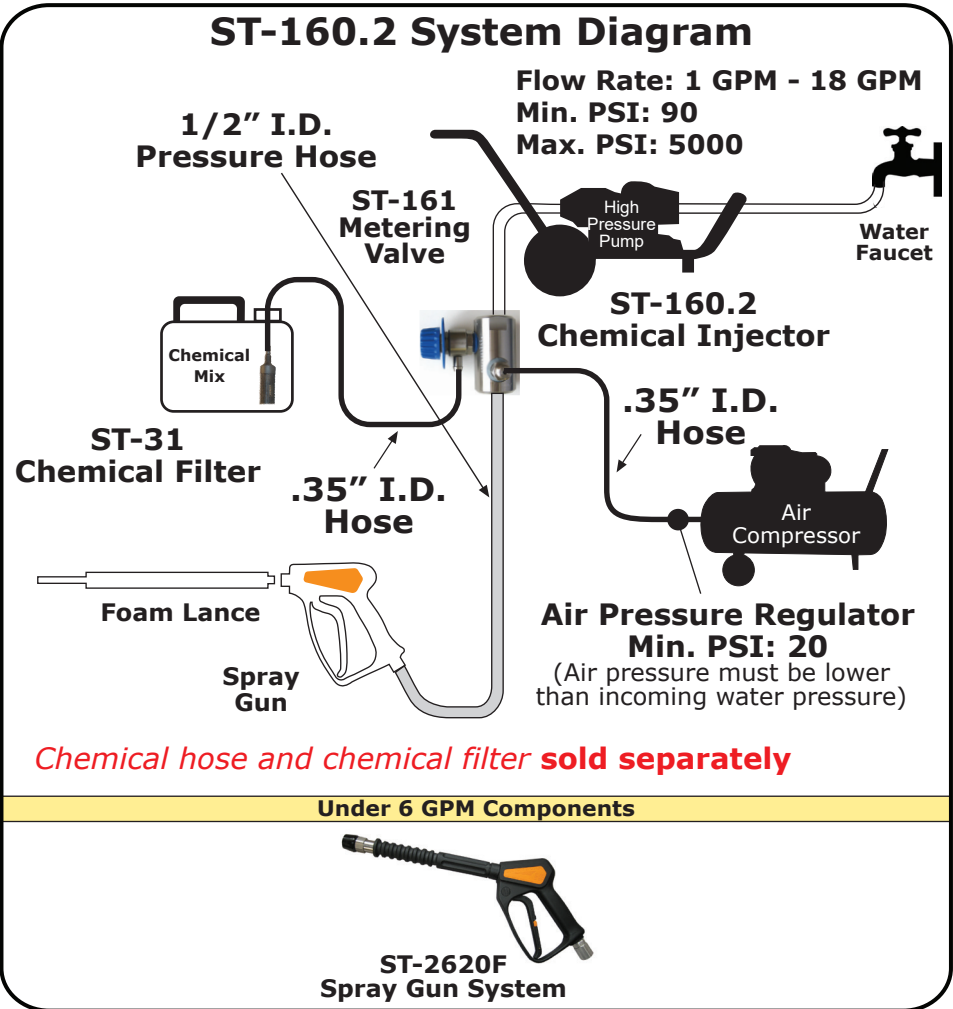 ST-160.2 System Diagram
Flow Rate: 1 GPM - 18 GPM
Min. PSI: 90
Max. PSI: 5000
1/2” I.D.
Pressure Hose
ST-161
Metering
Valve
High
Pressure
Pump
Water
Faucet
ST-160.2
Chemical Injector
Chemical
Mix
ST-31
Chemical Filter
.35” I.D.
Hose
.35” I.D.
Hose
Air
Compressor
Foam Lance
Spray
Gun
Air Pressure Regulator
Min. PSI: 20
(Air pressure must be lower
than incoming water pressure)
Chemical hose and chemical filter sold separately
Under 6 GPM Components
ST-2620F
Spray Gun System